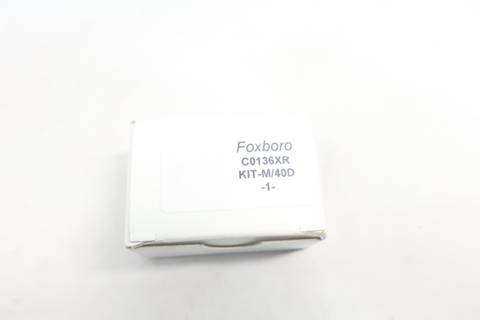 Foxboro
C0136XR
KIT-M/40D
-1-